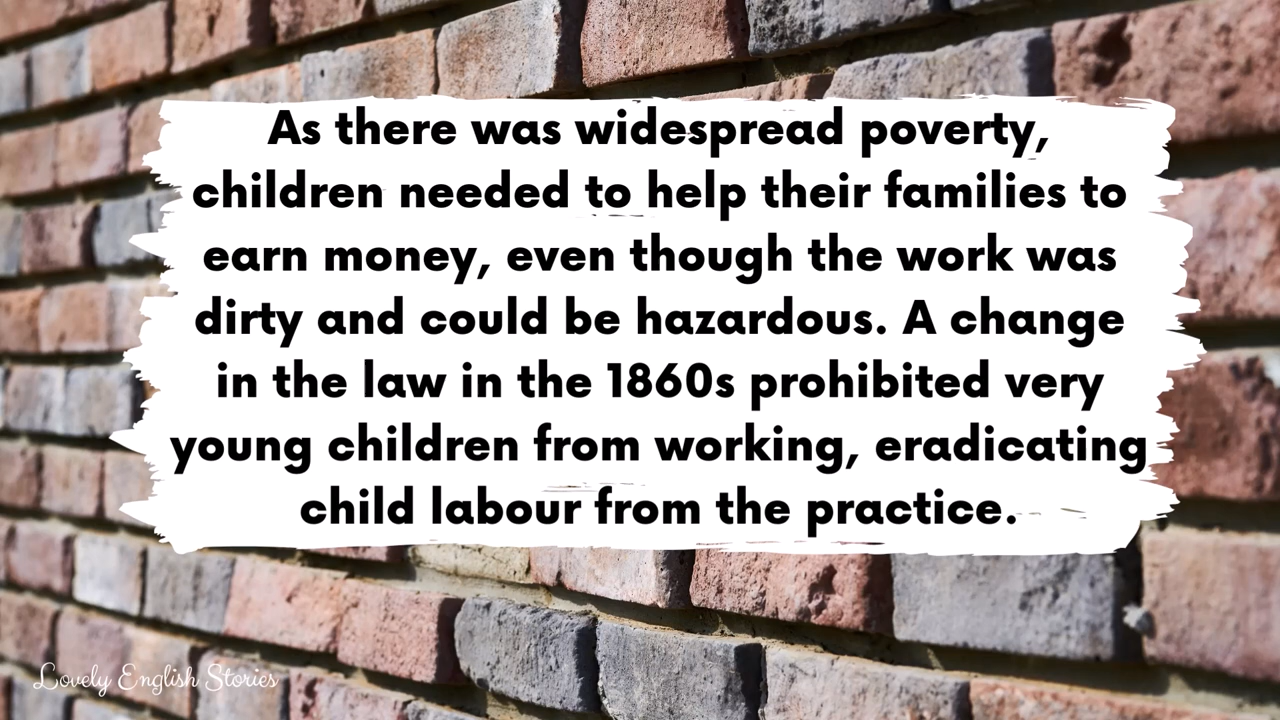 As there was widespread poverty,
children needed to help their families to
earn money, even though the work was
dirty and could be hazardous. A change
in the law in the 1860s prohibited very
young children from working, eradicating
child labour from the practice.
Lovely English Stories